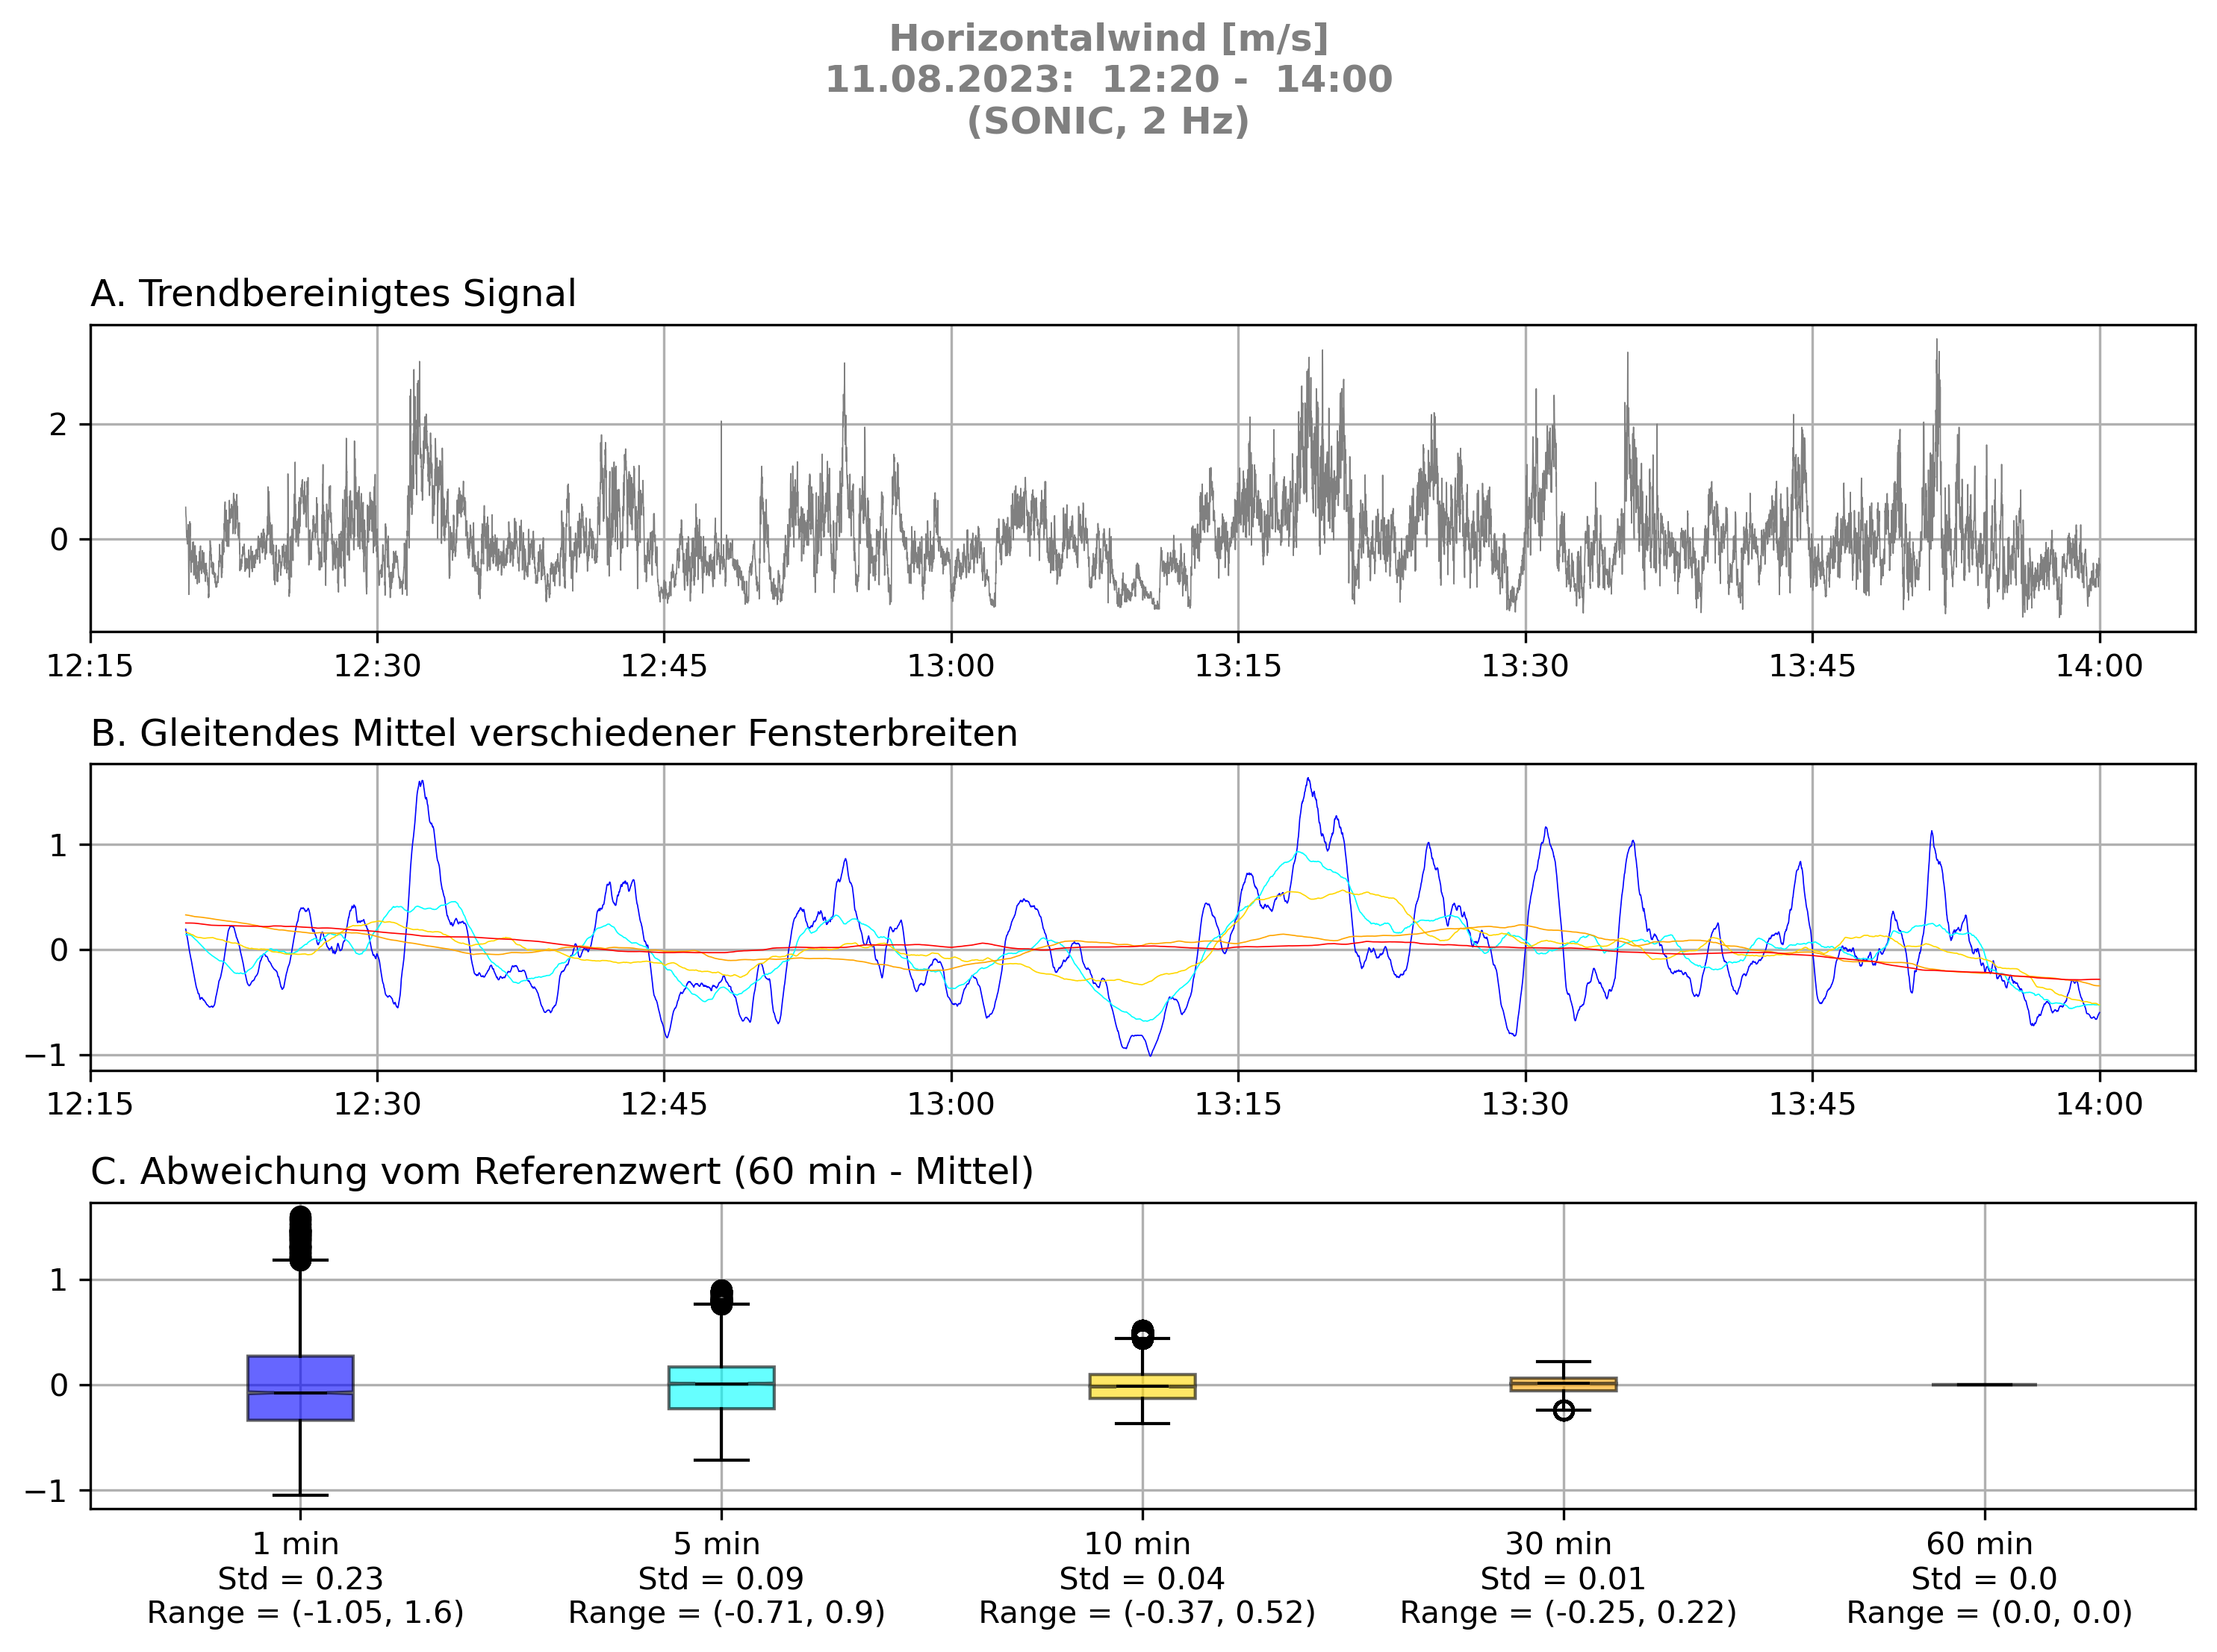 Horizontalwind [m/s]
11.08.2023:  12:20 -  14:00
(SONIC, 2 Hz)
A. Trendbereinigtes Signal
2
0
12:15 12:30 12:45 13:00 13:15 13:30 13:45 14:00
B. Gleitendes Mittel verschiedener Fensterbreiten
1
0
−1
12:15 12:30 12:45 13:00 13:15 13:30 13:45 14:00
C. Abweichung vom Referenzwert (60 min - Mittel)
1
0
−1
1 min 5 min 10 min 30 min 60 min
Std = 0.23 Std = 0.09 Std = 0.04 Std = 0.01 Std = 0.0
Range = (-1.05, 1.6) Range = (-0.71, 0.9) Range = (-0.37, 0.52) Range = (-0.25, 0.22) Range = (0.0, 0.0)